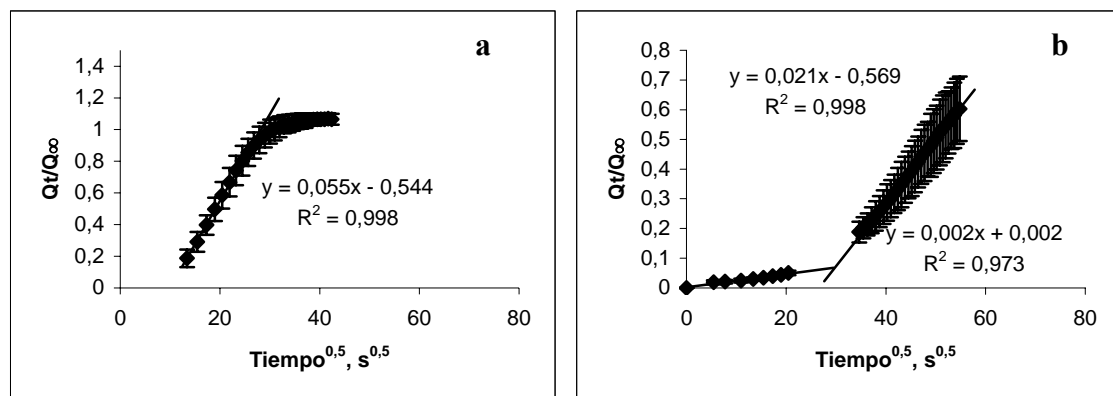 a
1,4
1,2
1
0,8
0,6
0,4
0,2
0
Qt/Q∞
y = 0,055x - 0,544
R² = 0,998
0 20 40 60 80
Tiempo⁰,⁵, s⁰,⁵
b
0,8
0,7
0,6
0,5
0,4
0,3
0,2
0,1
0
Qt/Q∞
y = 0,021x - 0,569
R² = 0,998
y = 0,002x + 0,002
R² = 0,973
0 20 40 60 80
Tiempo⁰,⁵, s⁰,⁵